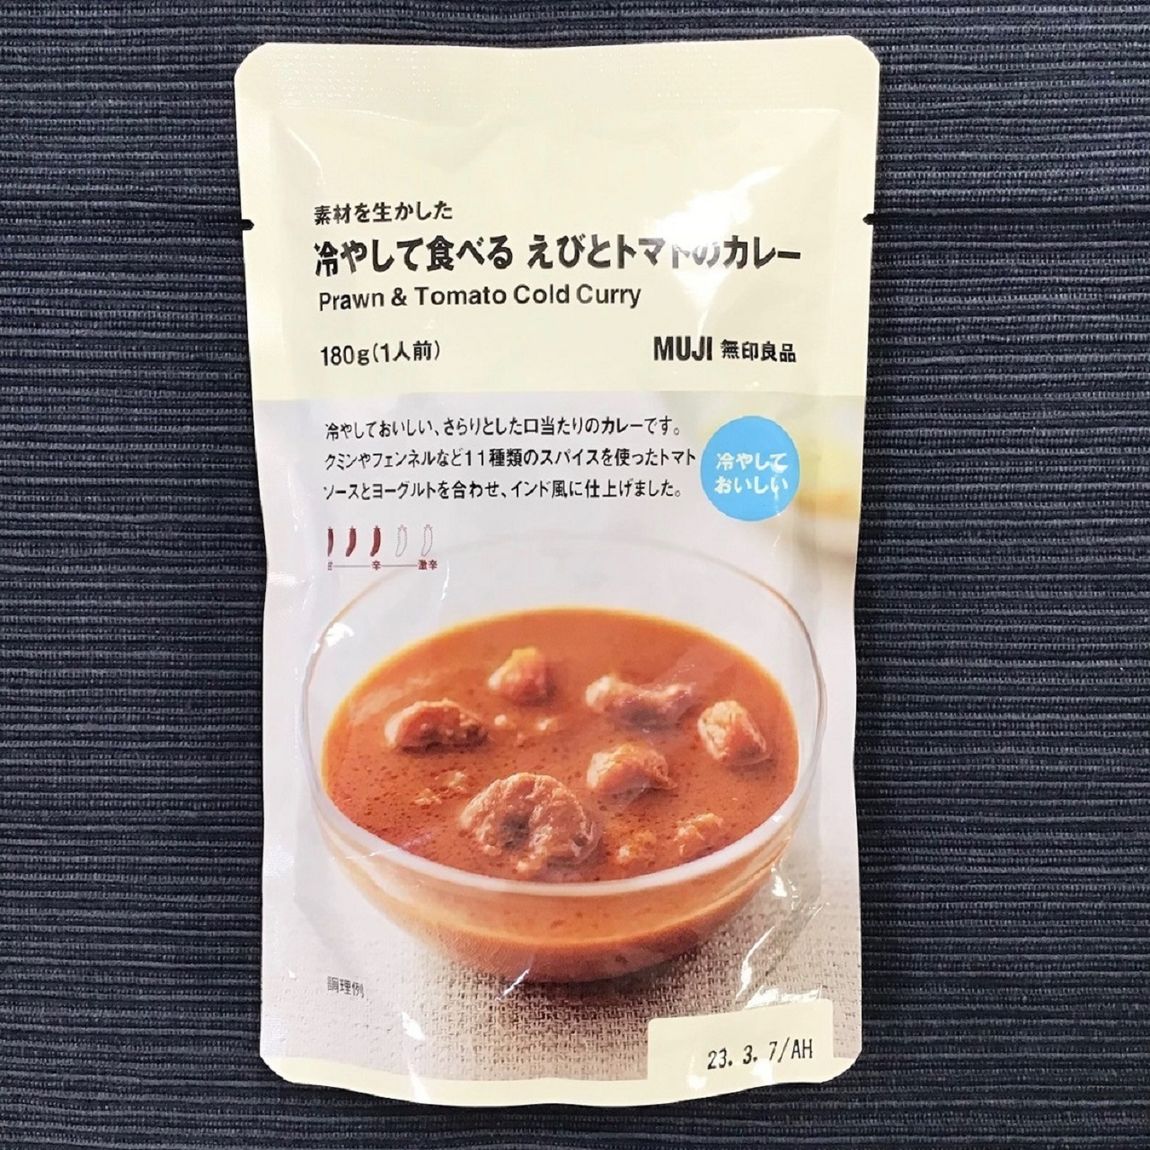 素材を生かした
冷やして食べる えびとトマトのカレー
Prawn & Tomato Cold Curry
180g(1人前)
MUJI 無印良品
冷やしておいしい、さらりとした口当たりのカレーです。
クミンやフェンネルなど11種類のスパイスを使ったトマト
ソースとヨーグルトを合わせ、インド風に仕上げました。
冷やして
おいしい
辛 激辛
調理例
23. 3. 7/AH